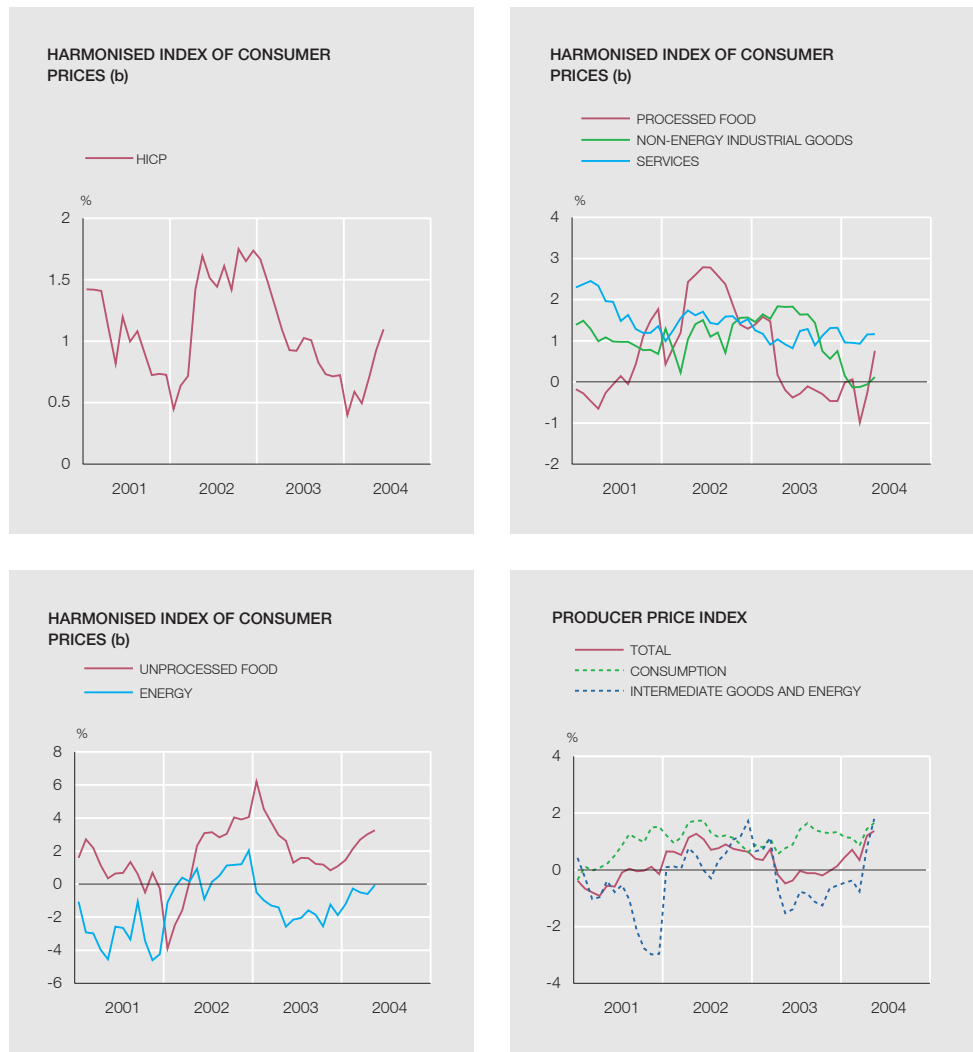 HARMONISED INDEX OF CONSUMER
PRICES (b)
HICP
%
2
1.5
1
0.5
0
2001 2002 2003 2004
HARMONISED INDEX OF CONSUMER
PRICES (b)
PROCESSED FOOD
NON-ENERGY INDUSTRIAL GOODS
SERVICES
%
4
3
2
1
0
-1
-2
2001 2002 2003 2004
HARMONISED INDEX OF CONSUMER
PRICES (b)
UNPROCESSED FOOD
ENERGY
%
8
6
4
2
0
-2
-4
-6
2001 2002 2003 2004
PRODUCER PRICE INDEX
TOTAL
CONSUMPTION
INTERMEDIATE GOODS AND ENERGY
%
4
2
0
-2
-4
2001 2002 2003 2004